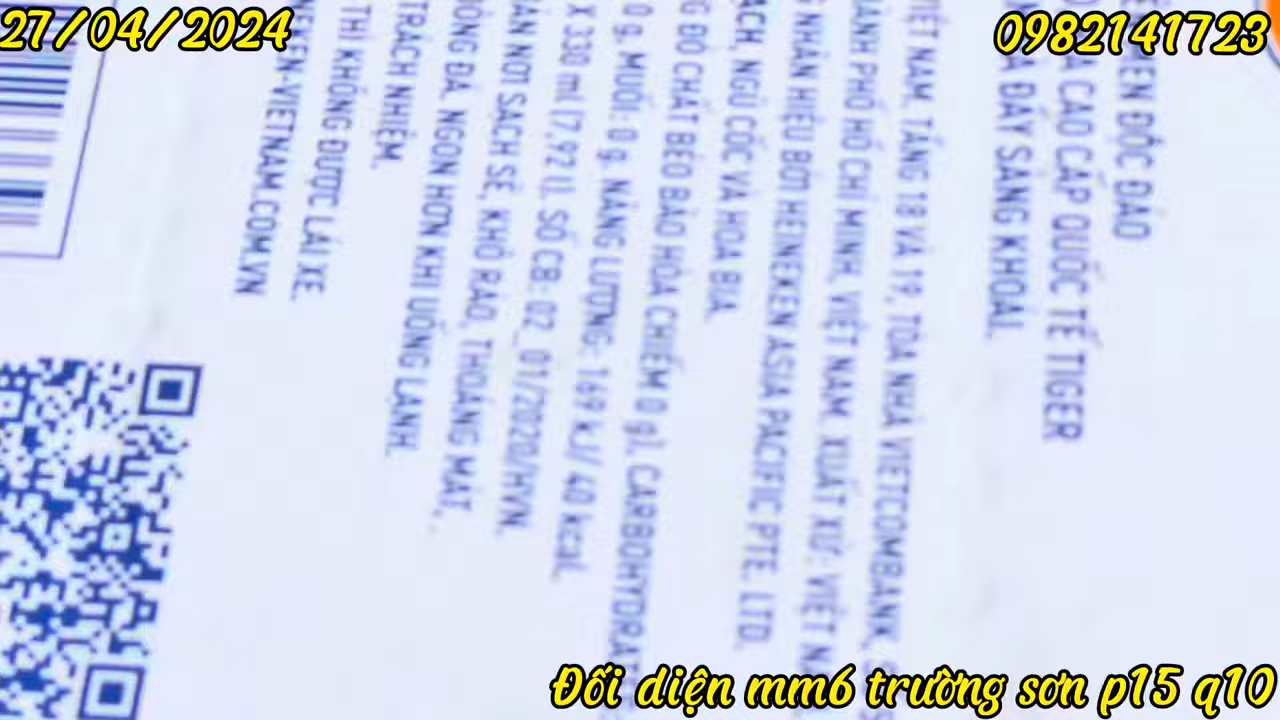 27/04/2024
0982141723
MEN ĐỘC ĐÁO
CAO CẤP QUỐC TẾ TIGER
ĐẦY SẢNG KHOÁI.
VIỆT NAM, TẦNG 18 VÀ 19, TÒA NHÀ VIETCOMBANK,
THÀNH PHỐ HỒ CHÍ MINH, VIỆT NAM. XUẤT XỨ: VIỆT
NHÃN HIỆU BỞI HEINEKEN ASIA PACIFIC PTE. LTD.
MẠCH, NGŨ CỐC VÀ HOA BIA.
ĐÓ CHẤT BÉO BÃO HÒA CHIẾM 0 g), CARBOHYDRAT
0 g, MUỐI: 0 g, NĂNG LƯỢNG: 169 kJ/ 40 kcal.
X 330 ml (7,92 L). SỐ CB: 02_01/2020/HVN.
NƠI SẠCH SẼ, KHÔ RÁO, THOÁNG MÁT,
ĐÔNG ĐÁ. NGON HƠN KHI UỐNG LẠNH.
TRÁCH NHIỆM.
THÌ KHÔNG ĐƯỢC LÁI XE.
KEN-VIETNAM.COM.VN
Đối diện mm6 trường sơn p15 q10